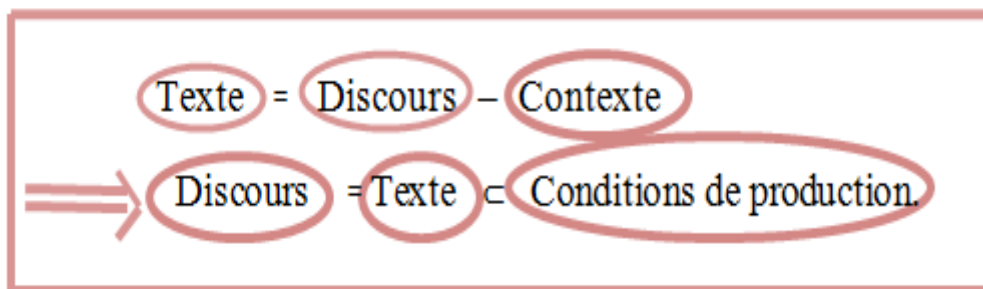 Texte = Discours – Contexte
Discours = Texte ⊂ Conditions de production.